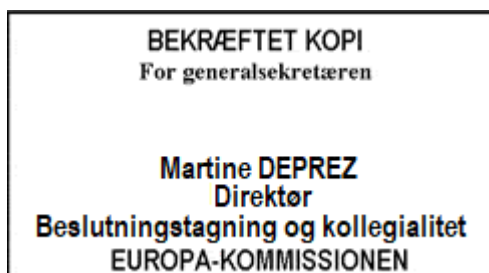 BEKRÆFTET KOPI
For generalsekretæren
Martine DEPREZ
Direktør
Beslutningstagning og kollegialitet
EUROPA-KOMMISSIONEN